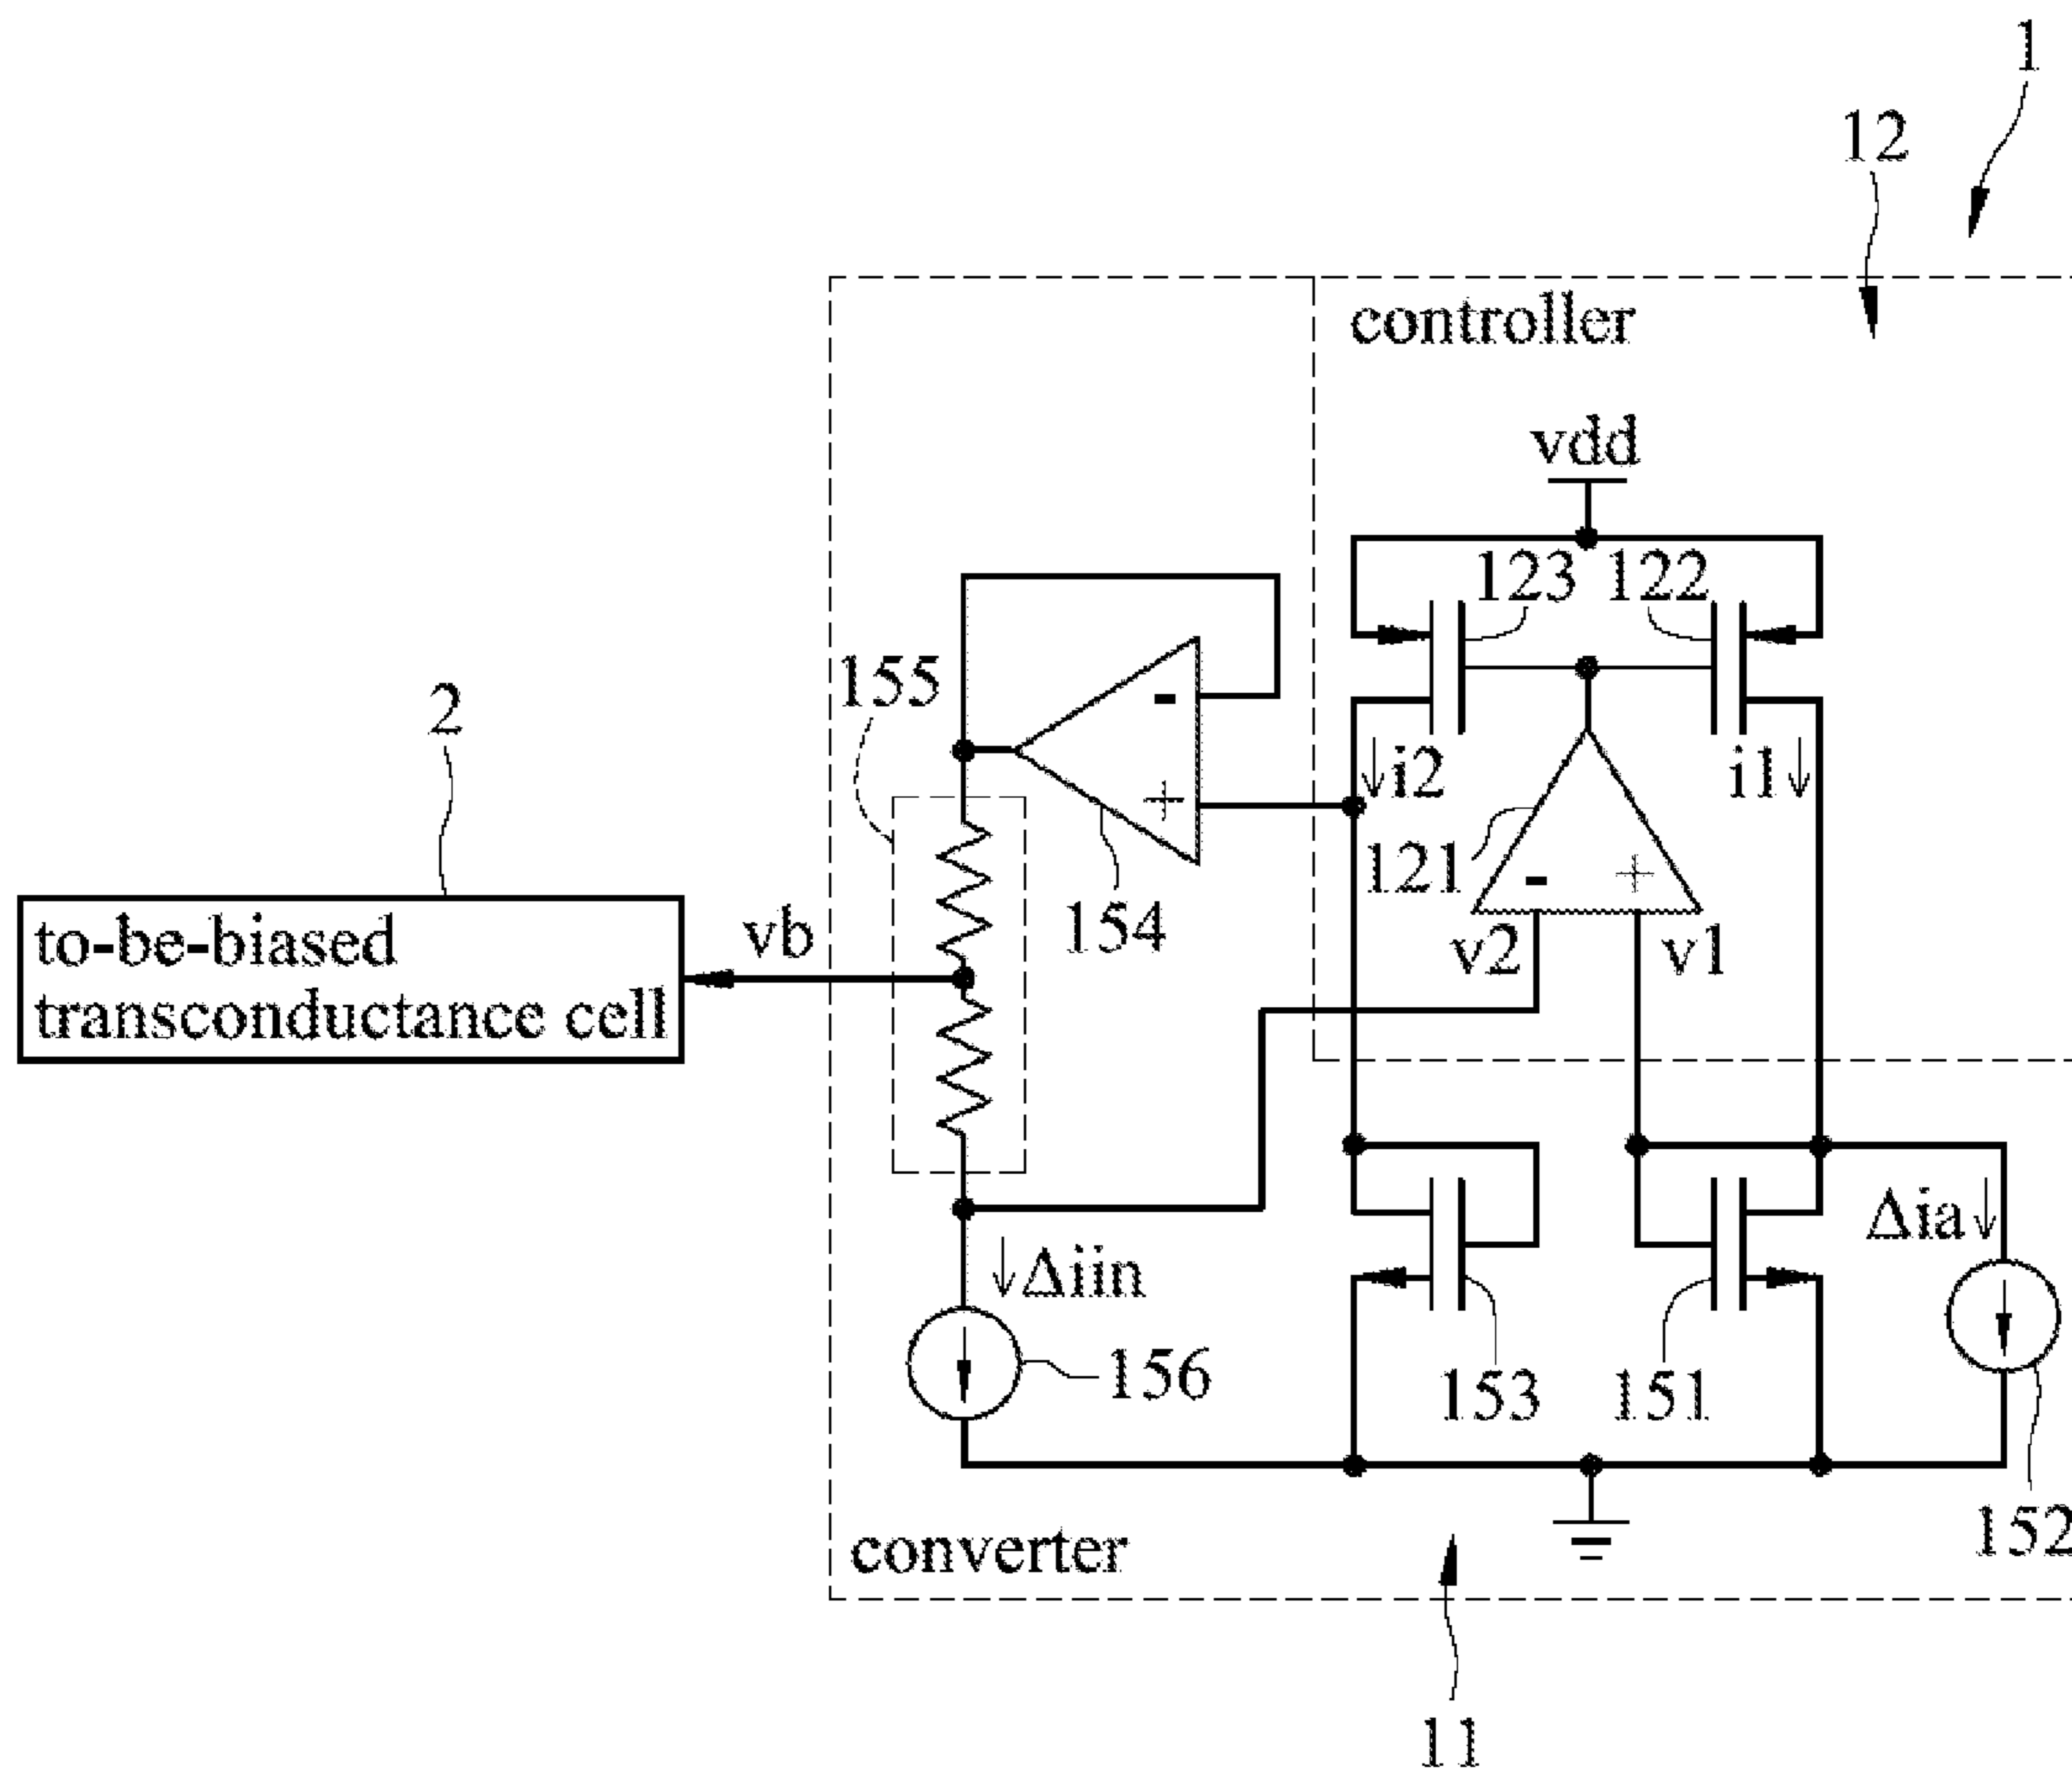 1
12
controller
vdd
123
122
155
2
i2
i1
121
154
v2
v1
to-be-biased
transconductance cell
vb
-
+
-
+
Δia
Δiin
156
153
151
152
converter
11